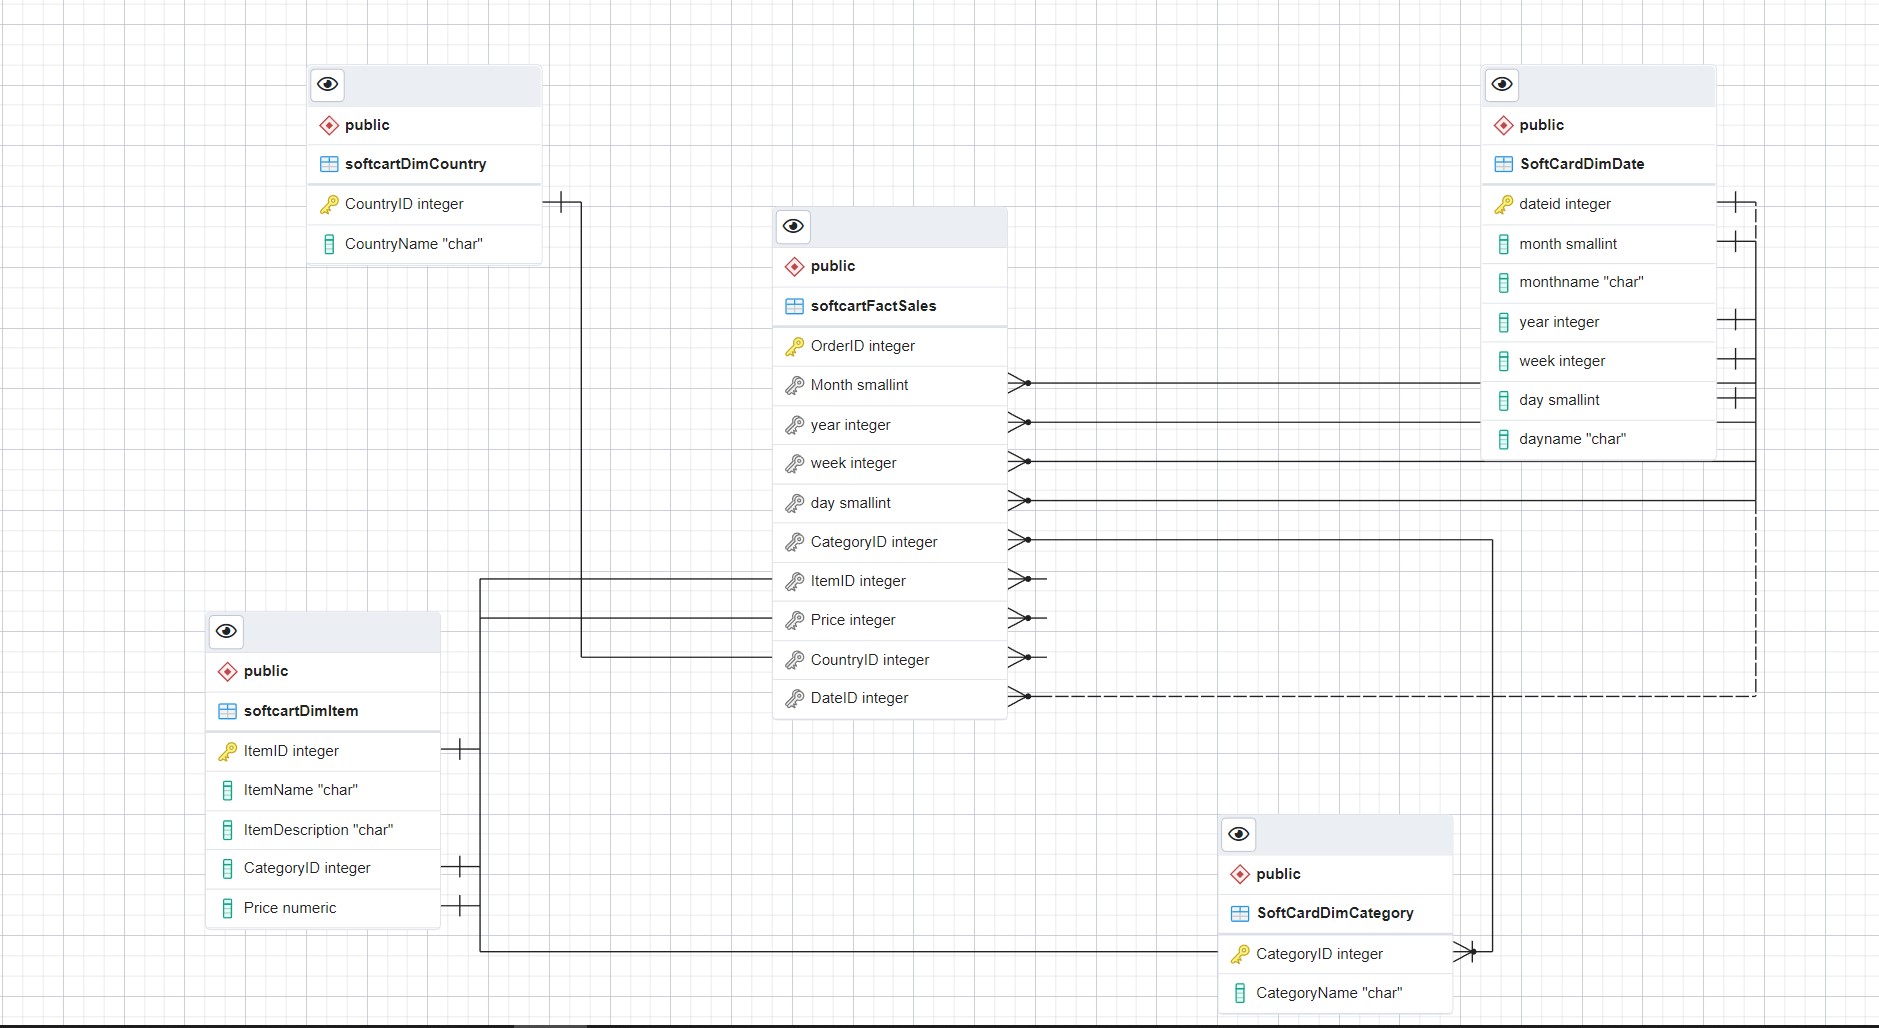 public
softcartDimCountry
CountryID integer
CountryName "char"
public
softcartFactSales
OrderID integer
Month smallint
year integer
week integer
day smallint
CategoryID integer
ItemID integer
Price integer
CountryID integer
DateID integer
public
SoftCardDimDate
dateid integer
month smallint
monthname "char"
year integer
week integer
day smallint
dayname "char"
public
softcartDimItem
ItemID integer
ItemName "char"
ItemDescription "char"
CategoryID integer
Price numeric
public
SoftCardDimCategory
CategoryID integer
CategoryName "char"